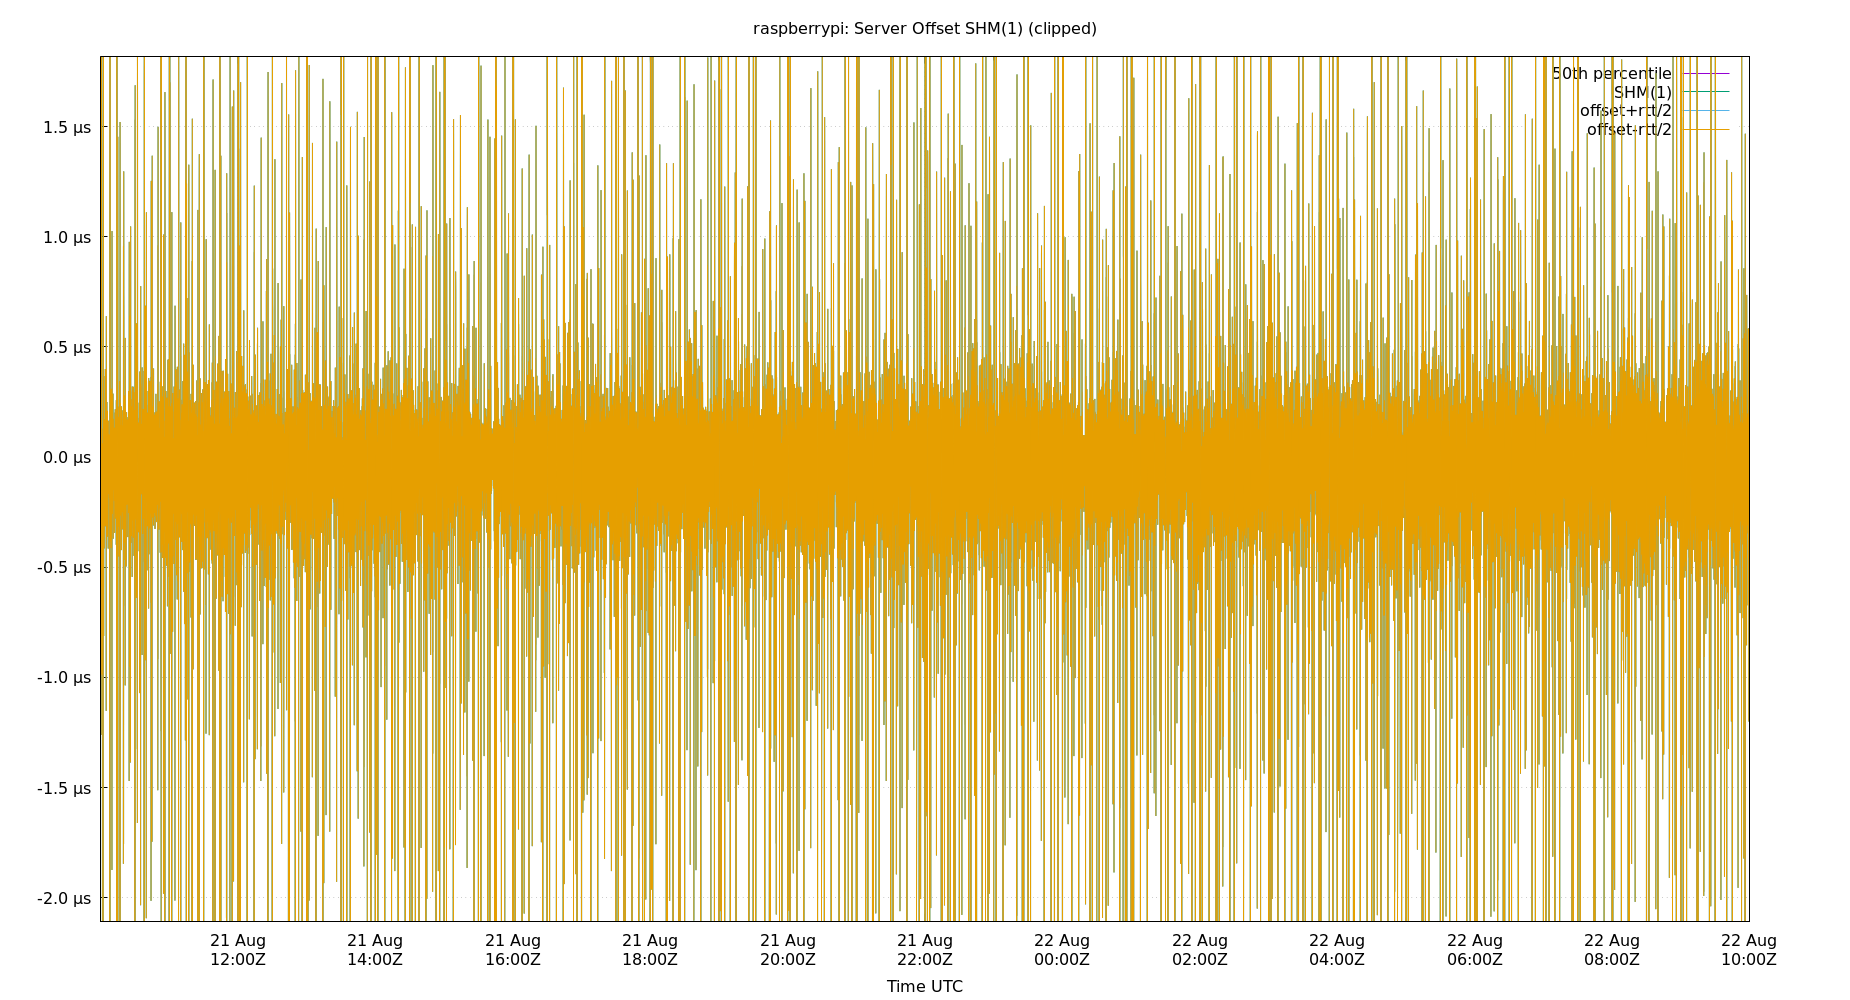 raspberrypi: Server Offset SHM(1) (clipped)
50th percentile
SHM(1)
offset+rtt/2
offset-rtt/2
1.5 µs
1.0 µs
0.5 µs
0.0 µs
-0.5 µs
-1.0 µs
-1.5 µs
-2.0 µs
21 Aug 21 Aug 21 Aug 21 Aug 21 Aug 21 Aug 22 Aug 22 Aug 22 Aug 22 Aug 22 Aug 22 Aug
12:00Z 14:00Z 16:00Z 18:00Z 20:00Z 22:00Z 00:00Z 02:00Z 04:00Z 06:00Z 08:00Z 10:00Z
Time UTC